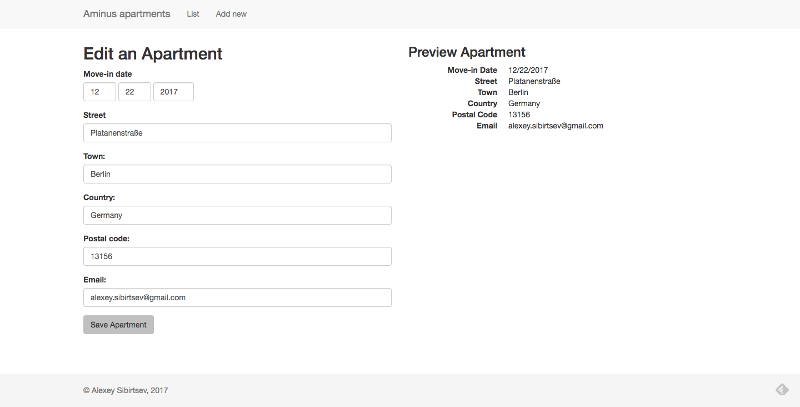 Aminus apartments List Add new
Edit an Apartment
Move-in date
12 22 2017
Street
Platanenstraße
Town:
Berlin
Country:
Germany
Postal code:
13156
Email:
alexey.sibirtsev@gmail.com
Save Apartment
Preview Apartment
Move-in Date 12/22/2017
Street Platanenstraße
Town Berlin
Country Germany
Postal Code 13156
Email alexey.sibirtsev@gmail.com
© Alexey Sibirtsev, 2017